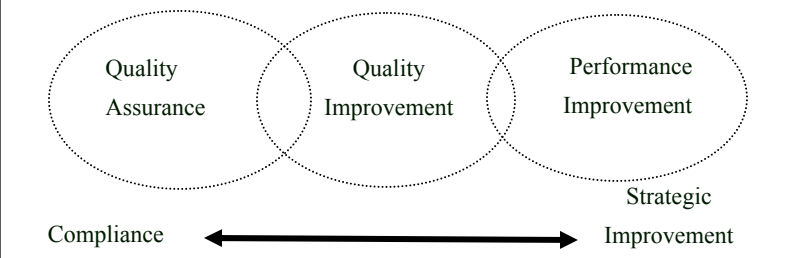 Quality
Assurance
Quality
Improvement
Performance
Improvement
Compliance
Strategic
Improvement